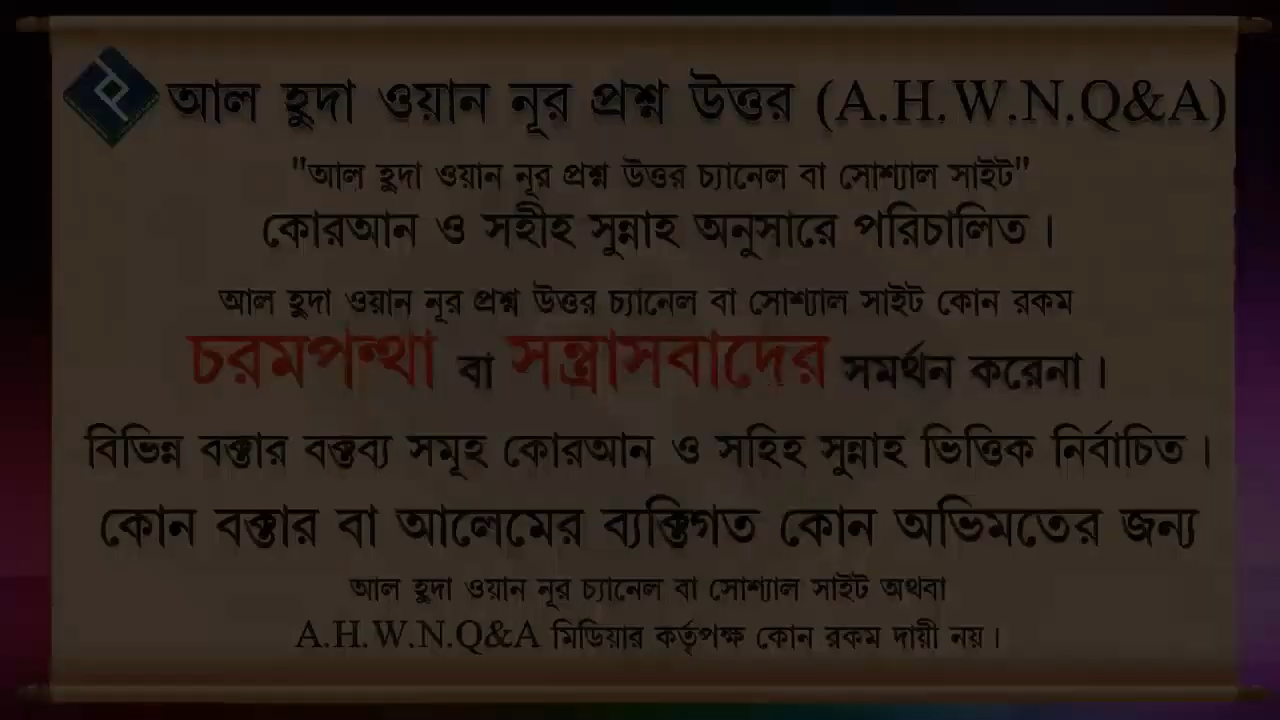 আল হুদা ওয়ান নূর প্রশ্ন উত্তর (A.H.W.N.Q&A)
"আল হুদা ওয়ান নূর প্রশ্ন উত্তর চ্যানেল বা সোশ্যাল সাইট"
কোরআন ও সহীহ সুন্নাহ অনুসারে পরিচালিত।
আল হুদা ওয়ান নূর প্রশ্ন উত্তর চ্যানেল বা সোশ্যাল সাইট কোন রকম
চরমপন্থা বা সন্ত্রাসবাদের সমর্থন করেনা।
বিভিন্ন বক্তার বক্তব্য সমূহ কোরআন ও সহিহ সুন্নাহ ভিত্তিক নির্বাচিত।
কোন বক্তার বা আলেমের ব্যক্তিগত কোন অভিমতের জন্য
আল হুদা ওয়ান নূর চ্যানেল বা সোশ্যাল সাইট অথবা
A.H.W.N.Q&A মিডিয়ার কর্তৃপক্ষ কোন রকম দায়ী নয়।